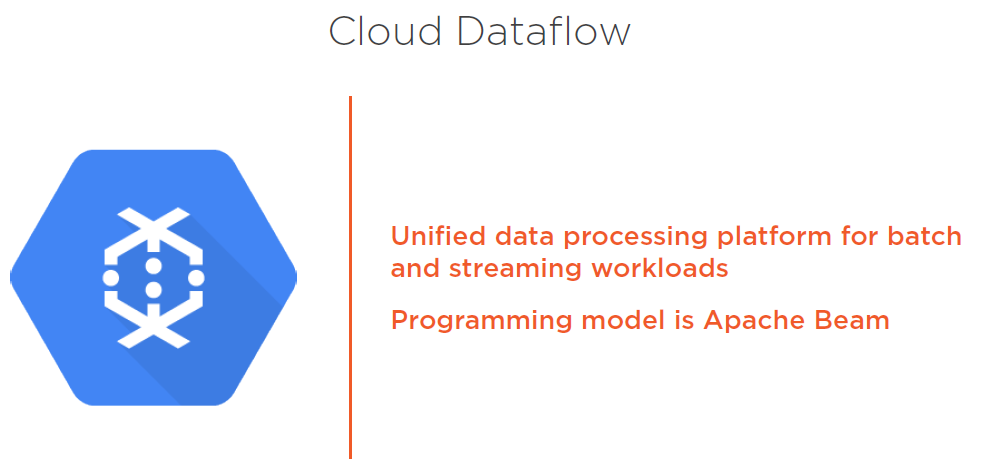 Cloud Dataflow
Unified data processing platform for batch
and streaming workloads
Programming model is Apache Beam